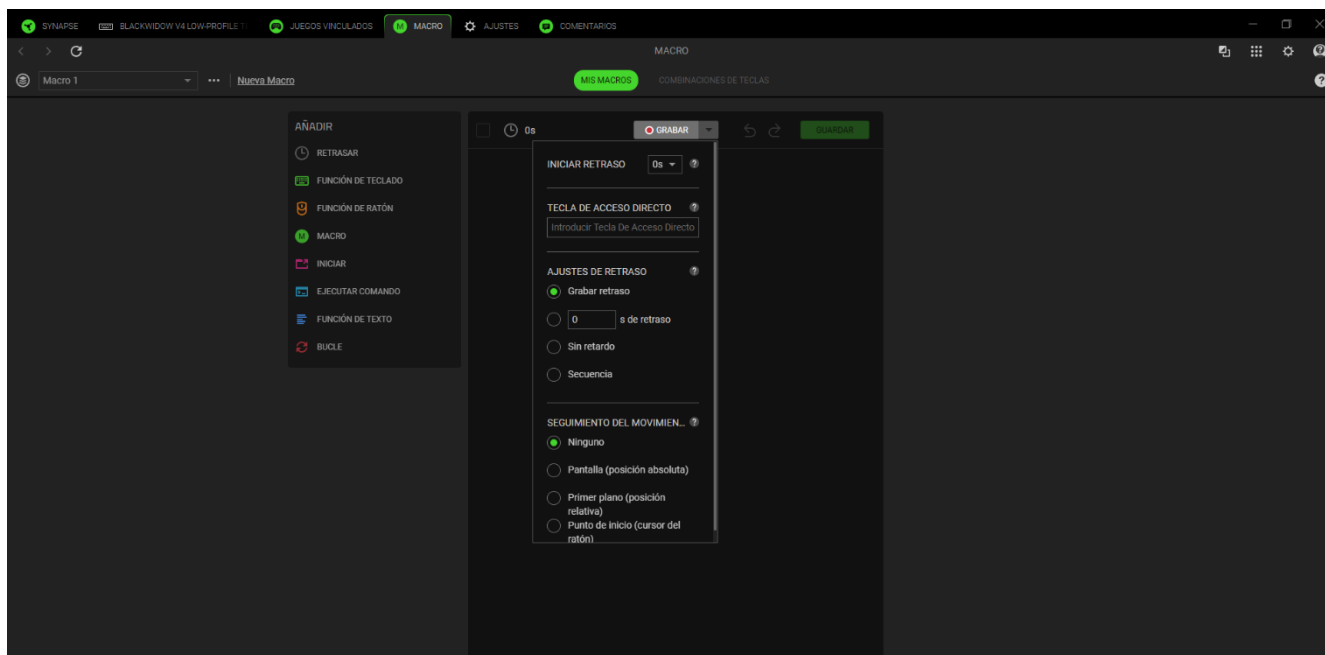 SYNAPSE
BLACKWIDOW V4 LOW-PROFILE T
JUEGOS VINCULADOS
M MACRO
AJUSTES
COMENTARIOS
MACRO
Macro 1
Nueva Macro
MIS MACROS
COMBINACIONES DE TECLAS
?
AÑADIR
RETRASAR
FUNCIÓN DE TECLADO
FUNCIÓN DE RATÓN
M MACRO
INICIAR
EJECUTAR COMANDO
FUNCIÓN DE TEXTO
BUCLE
0s
GRABAR
GUARDAR
INICIAR RETRASO 0s ?
TECLA DE ACCESO DIRECTO ?
Introducir Tecla De Acceso Directo
AJUSTES DE RETRASO ?
Grabar retraso
0 s de retraso
Sin retardo
Secuencia
SEGUIMIENTO DEL MOVIMIEN... ?
Ninguno
Pantalla (posición absoluta)
Primer plano (posición
relativa)
Punto de inicio (cursor del
ratón)